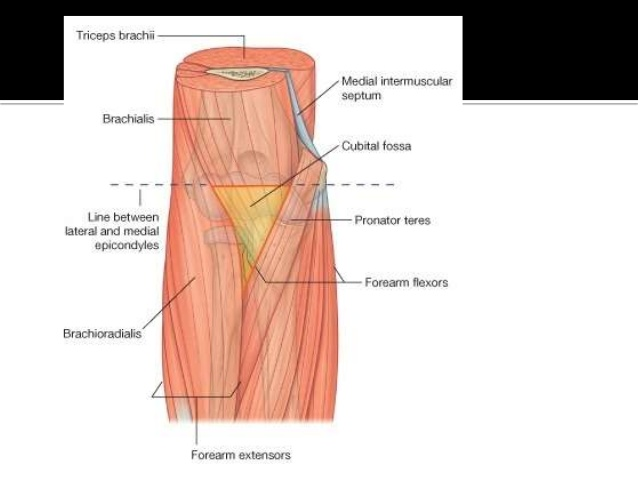 Triceps brachii
Medial intermuscular
septum
Brachialis
Cubital fossa
Line between
lateral and medial
epicondyles
Pronator teres
Forearm flexors
Brachioradialis
Forearm extensors